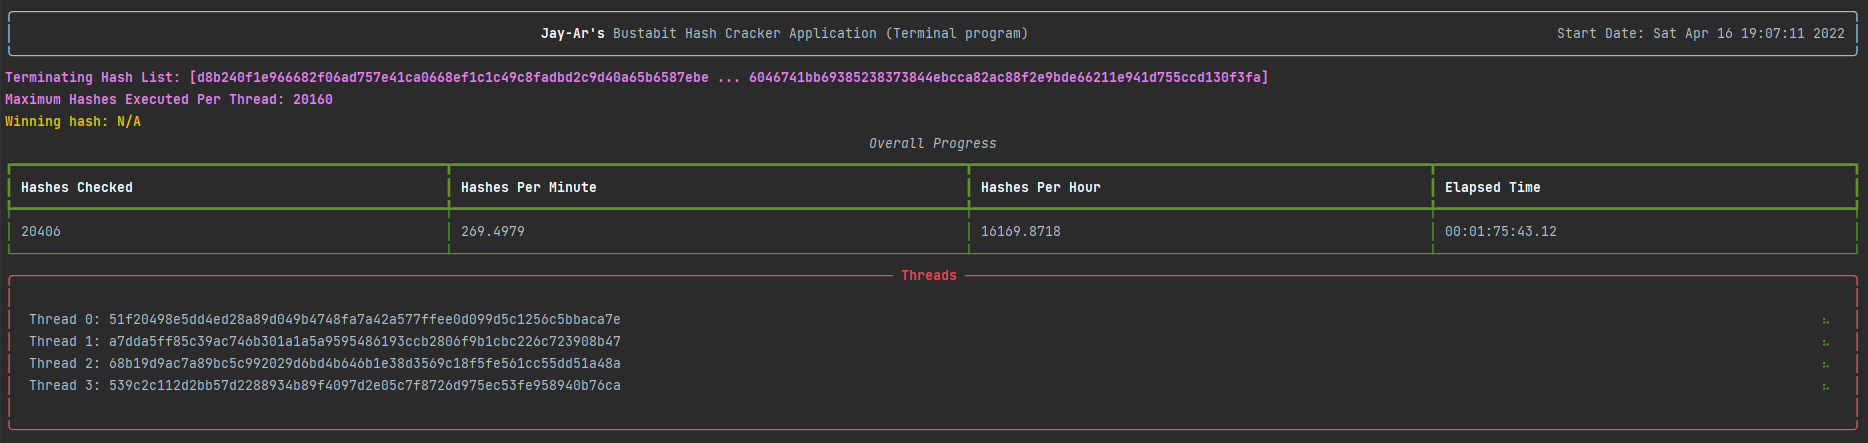 Jay-Ar's Bustabit Hash Cracker Application (Terminal program) Start Date: Sat Apr 16 19:07:11 2022
Terminating Hash List: [d8b240f1e966682f06ad757e41ca0668ef1c1c49c8fadbd2c9d40a65b6587ebe ... 6046741bb69385238373844ebcca82ac88f2e9bde66211e941d755ccd130f3fa]
Maximum Hashes Executed Per Thread: 20160
Winning hash: N/A
Overall Progress
Hashes Checked Hashes Per Minute Hashes Per Hour Elapsed Time
20406 269.4979 16169.8718 00:01:75:43.12
Threads
Thread 0: 51f20498e5dd4ed28a89d049b4748fa7a42a577ffee0d099d5c1256c5bbaca7e
Thread 1: a7dda5ff85c39ac746b301a1a5a9595486193ccb2806f9b1cbc226c723908b47
Thread 2: 68b19d9ac7a89bc5c992029d6bd4b646b1e38d3569c18f5fe561cc55dd51a48a
Thread 3: 539c2c112d2bb57d2288934b89f4097d2e05c7f8726d975ec53fe958940b76ca